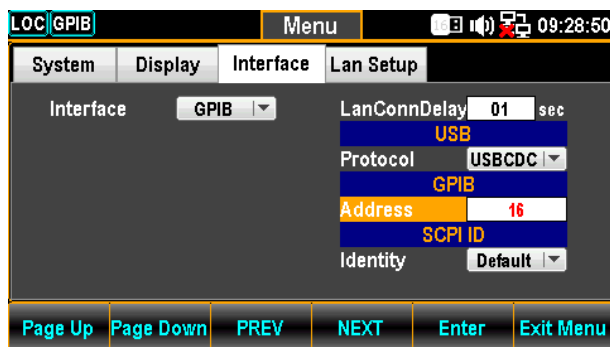 LOC GPIB Menu 16 09:28:50
System Display Interface Lan Setup
Interface GPIB LanConnDelay 01 sec
USB
Protocol USBCDC
GPIB
Address 16
SCPI ID
Identity Default
Page Up Page Down PREV NEXT Enter Exit Menu